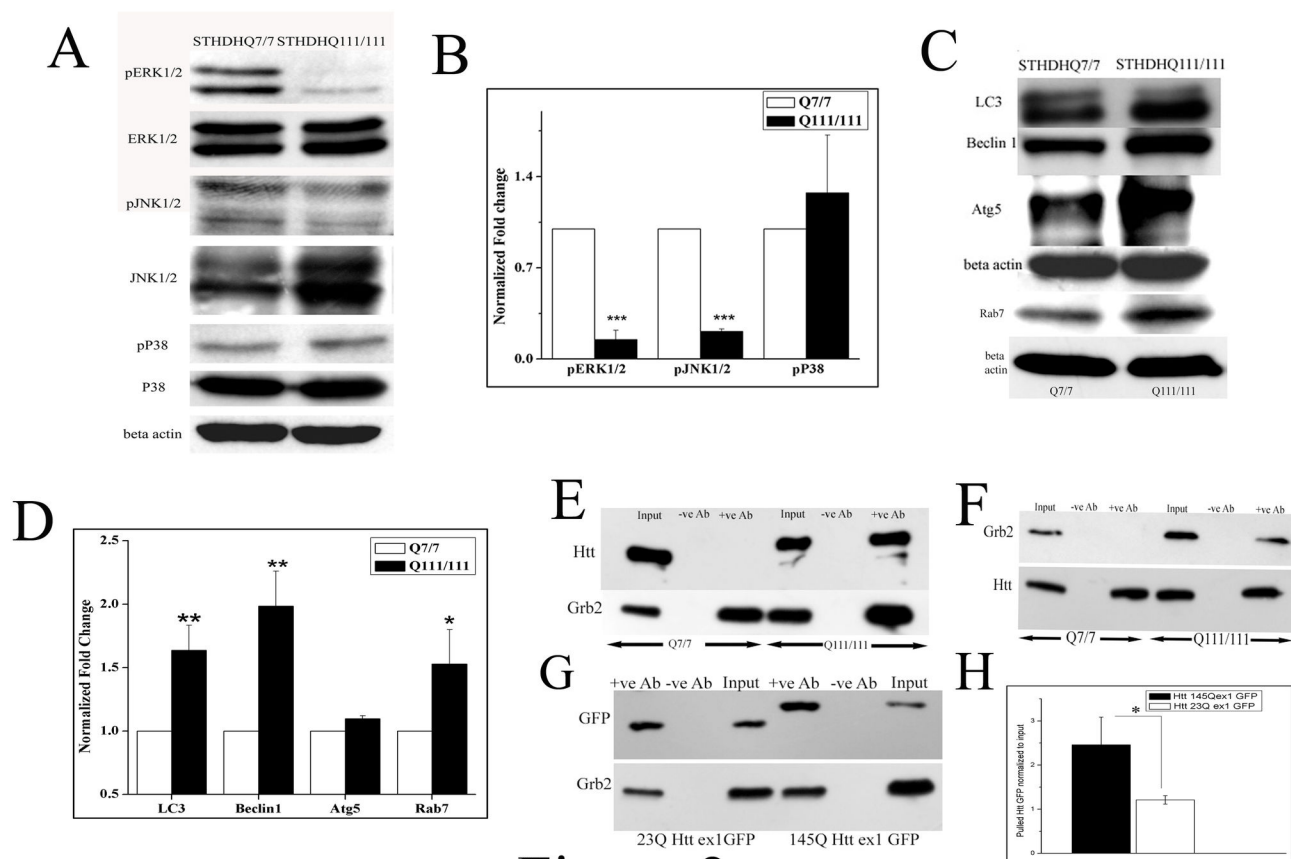 A
STHDHQ7/7 STHDHQ111/111
pERK1/2
ERK1/2
pJNK1/2
JNK1/2
pP38
P38
beta actin
B
Q7/7
Q111/111
Normalized Fold change
1.4
0.7
0.0
*** ***
pERK1/2 pJNK1/2 pP38
C
STHDHQ7/7 STHDHQ111/111
LC3
Beclin 1
Atg5
beta actin
Rab7
beta
actin
Q7/7 Q111/111
D
Q7/7
Q111/111
Normalized Fold Change
2.5
2.0
1.5
1.0
0.5
** ** *
LC3 Beclin1 Atg5 Rab7
E
Input -ve Ab +ve Ab Input -ve Ab +ve Ab
Htt
Grb2
Q7/7 Q111/111
F
Input -ve Ab +ve Ab Input -ve Ab +ve Ab
Grb2
Htt
Q7/7 Q111/111
G
+ve Ab -ve Ab Input +ve Ab -ve Ab Input
GFP
Grb2
23Q Htt ex1GFP 145Q Htt ex1 GFP
H
Htt 145Qex1 GFP
Htt 23Q ex1 GFP
Pulled Htt GFP normalized to input
3
2
1
0
*